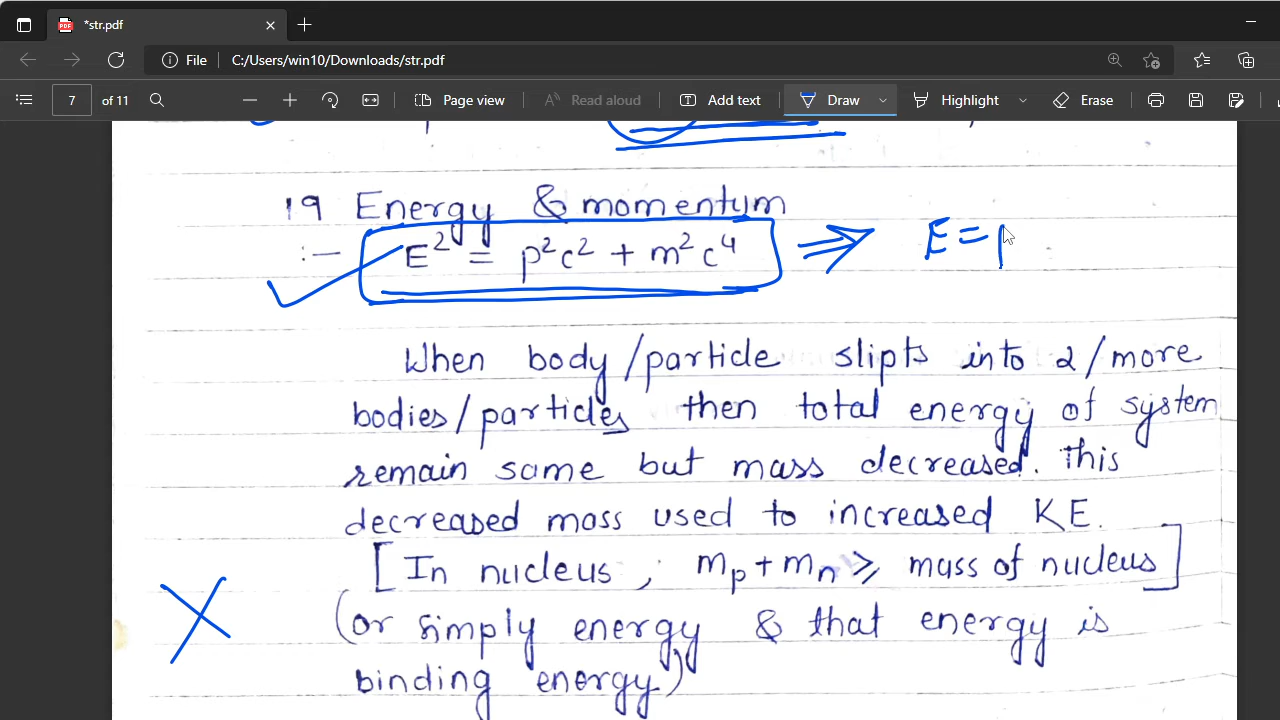 *str.pdf
File C:/Users/win10/Downloads/str.pdf
7 of 11 Page view Read aloud Add text Draw Highlight Erase
19 Energy & momentum
:- E² = p²c² + m²c⁴ ⇒ E = p
When body/particle slipts into 2/more
bodies/particles then total energy of system
remain same but mass decreased. This
decreased mass used to increased KE.
[In nucleus, mp + mn ⩾ mass of nucleus]
(or simply energy & that energy is
binding energy)